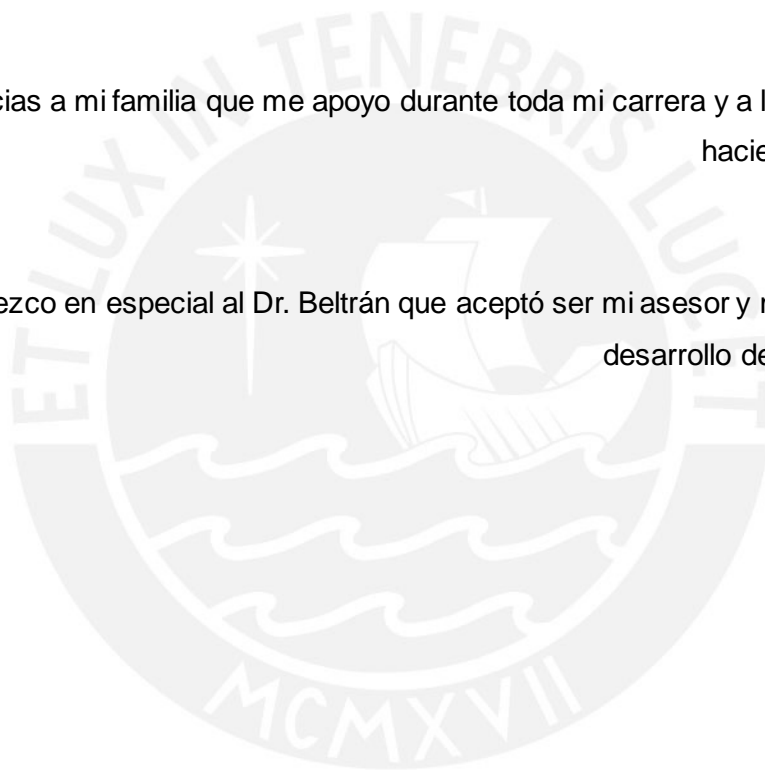 ET LUX IN TENEBRIS LUCET
cias a mi familia que me apoyo durante toda mi carrera y a l
hacie
ezco en especial al Dr. Beltrán que aceptó ser mi asesor y
desarrollo de
MCMXVII